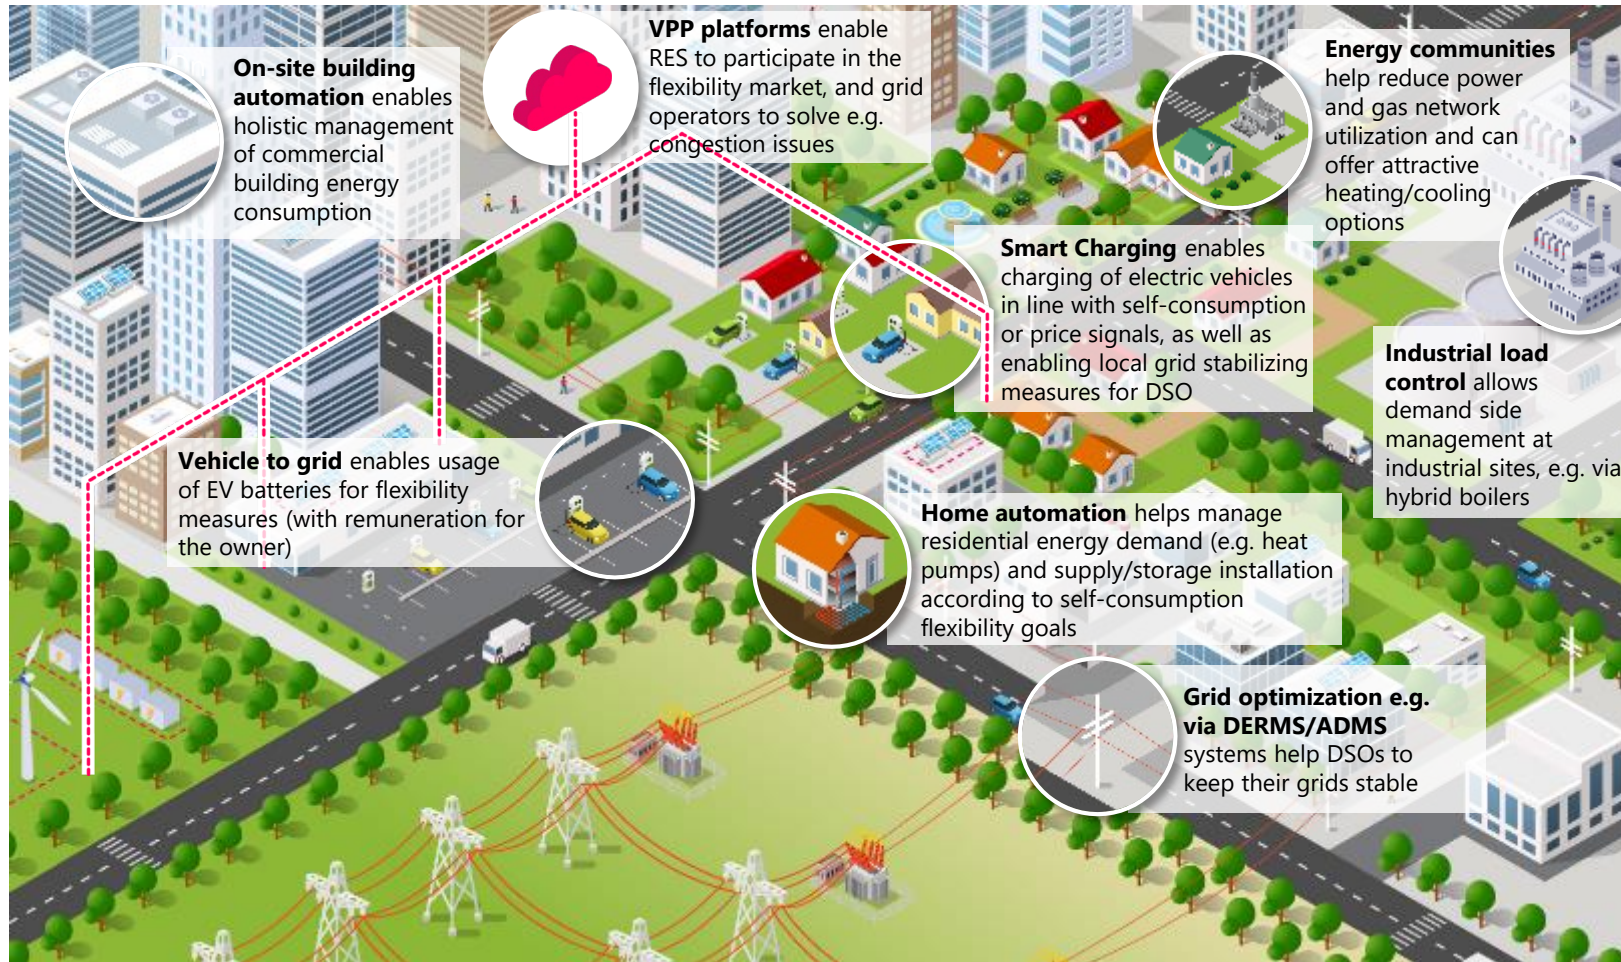 On-site building
automation enables
holistic management
of commercial
building energy
consumption
VPP platforms enable
RES to participate in the
flexibility market, and grid
operators to solve e.g.
congestion issues
Energy communities
help reduce power
and gas network
utilization and can
offer attractive
heating/cooling
options
Smart Charging enables
charging of electric vehicles
in line with self-consumption
or price signals, as well as
enabling local grid stabilizing
measures for DSO
Industrial load
control allows
demand side
management at
industrial sites, e.g. via
hybrid boilers
Vehicle to grid enables usage
of EV batteries for flexibility
measures (with remuneration for
the owner)
Home automation helps manage
residential energy demand (e.g. heat
pumps) and supply/storage installation
according to self-consumption
flexibility goals
Grid optimization e.g.
via DERMS/ADMS
systems help DSOs to
keep their grids stable